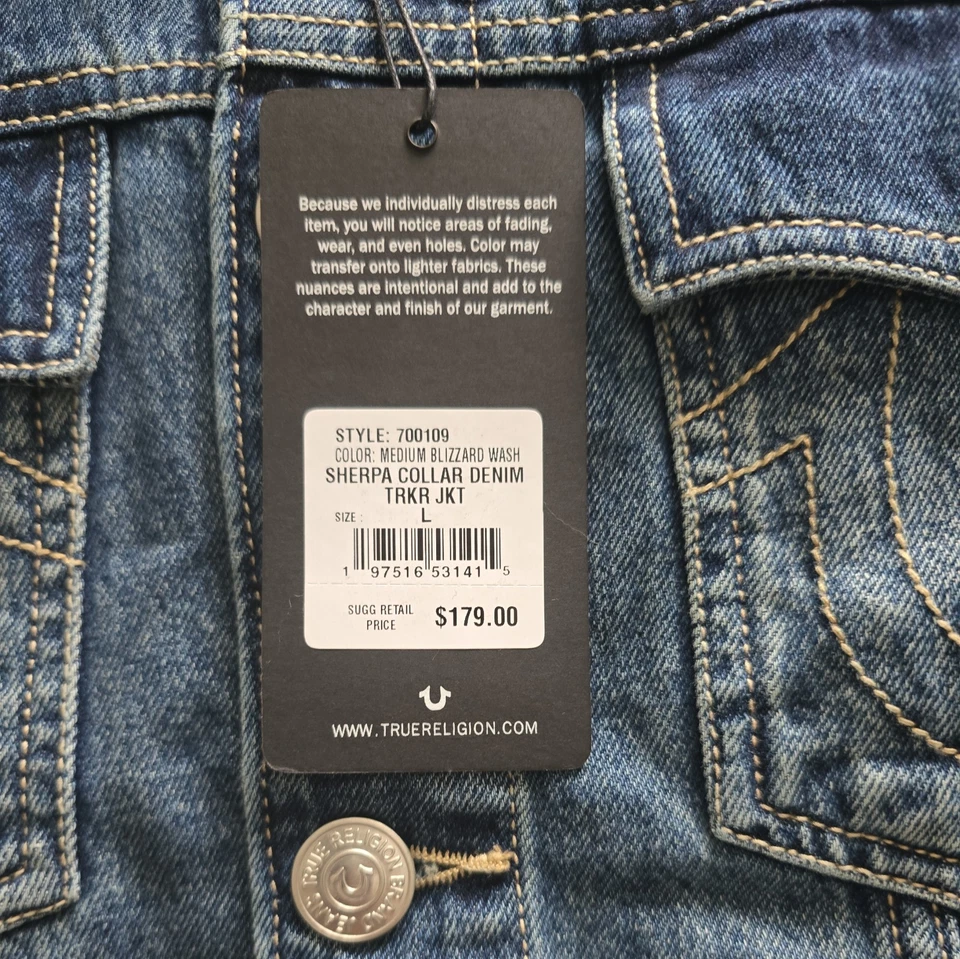 Because we individually distress each
item, you will notice areas of fading,
wear, and even holes. Color may
transfer onto lighter fabrics. These
nuances are intentional and add to the
character and finish of our garment.
STYLE: 700109
COLOR: MEDIUM BLIZZARD WASH
SHERPA COLLAR DENIM
TRKR JKT
SIZE : L
1 97516 53141 5
SUGG RETAIL
PRICE
$179.00
WWW.TRUERELIGION.COM
TRUE RELIGION BRAND JEANS